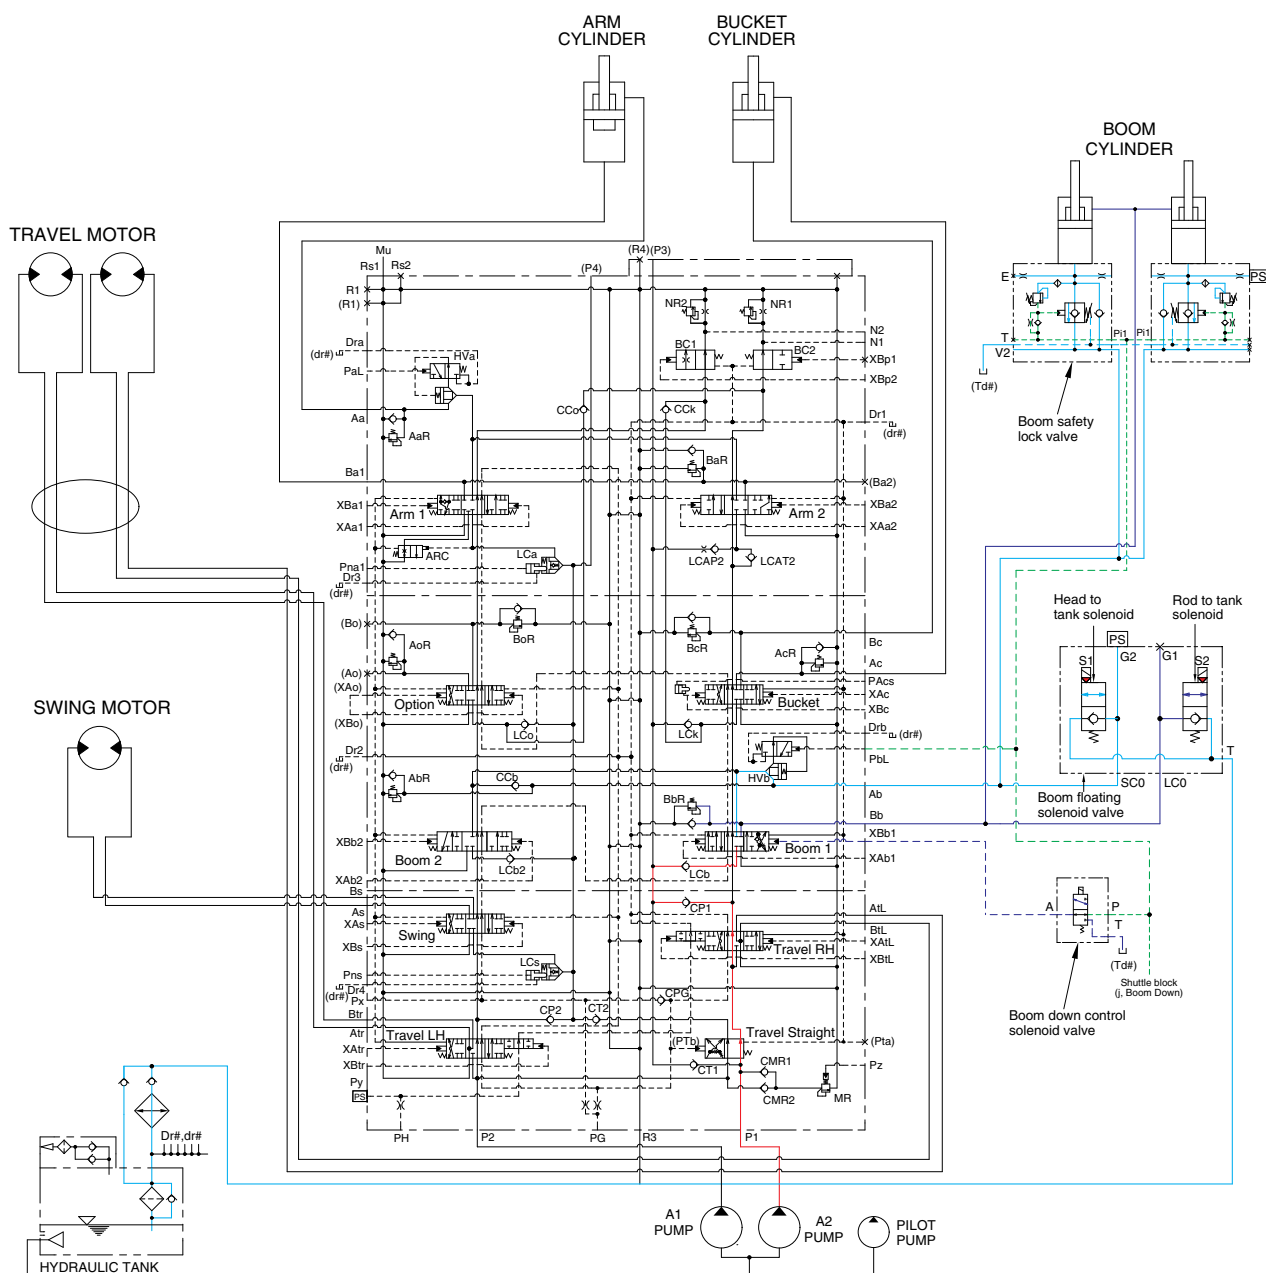 ARM
CYLINDER
BUCKET
CYLINDER
BOOM
CYLINDER
TRAVEL MOTOR
SWING MOTOR
Mu
Rs1
Rs2
(R4)
(P3)
(P4)
R1
(R1)
NR2
NR1
N2
N1
Dra
(dr#)
HVa
PaL
BC1
BC2
XBp1
XBp2
CCo
CCk
Dr1
(dr#)
Aa
AaR
BaR
Ba1
(Ba2)
XBa1
Arm 1
XAa1
Arm 2
XBa2
XAa2
ARC
LCa
LCAP2
LCAT2
Pna1
Dr3
(dr#)
(Bo)
BoR
BcR
Bc
AoR
AcR
Ac
(Ao)
(XAo)
Option
(XBo)
LCo
PAcs
XAc
Bucket
XBc
LCk
Drb
(dr#)
Dr2
(dr#)
PbL
HVb
AbR
CCb
BbR
Ab
Bb
XBb2
Boom 2
XAb2
LCb2
XBb1
Boom 1
XAb1
LCb
Bs
CP1
As
XAs
Swing
XBs
AtL
BtL
XAtL
Travel RH
XBtL
LCs
Pns
Dr4
(dr#)
Px
CPG
Btr
CP2
CT2
Travel Straight
Atr
Travel LH
(PTb)
(Pta)
XAtr
XBtr
CT1
CMR1
Pz
Py
PS
CMR2
MR
PH
P2
PG
R3
P1
E
PS
T
V2
Pi1
Pi1
(Td#)
Boom safety
lock valve
Head to
tank solenoid
Rod to tank
solenoid
PS
S1
G2
G1
S2
T
SC0
LC0
Boom floating
solenoid valve
A
P
T
(Td#)
Shuttle block
(j, Boom Down)
Boom down control
solenoid valve
Dr#,dr#
HYDRAULIC TANK
A1
PUMP
A2
PUMP
PILOT
PUMP